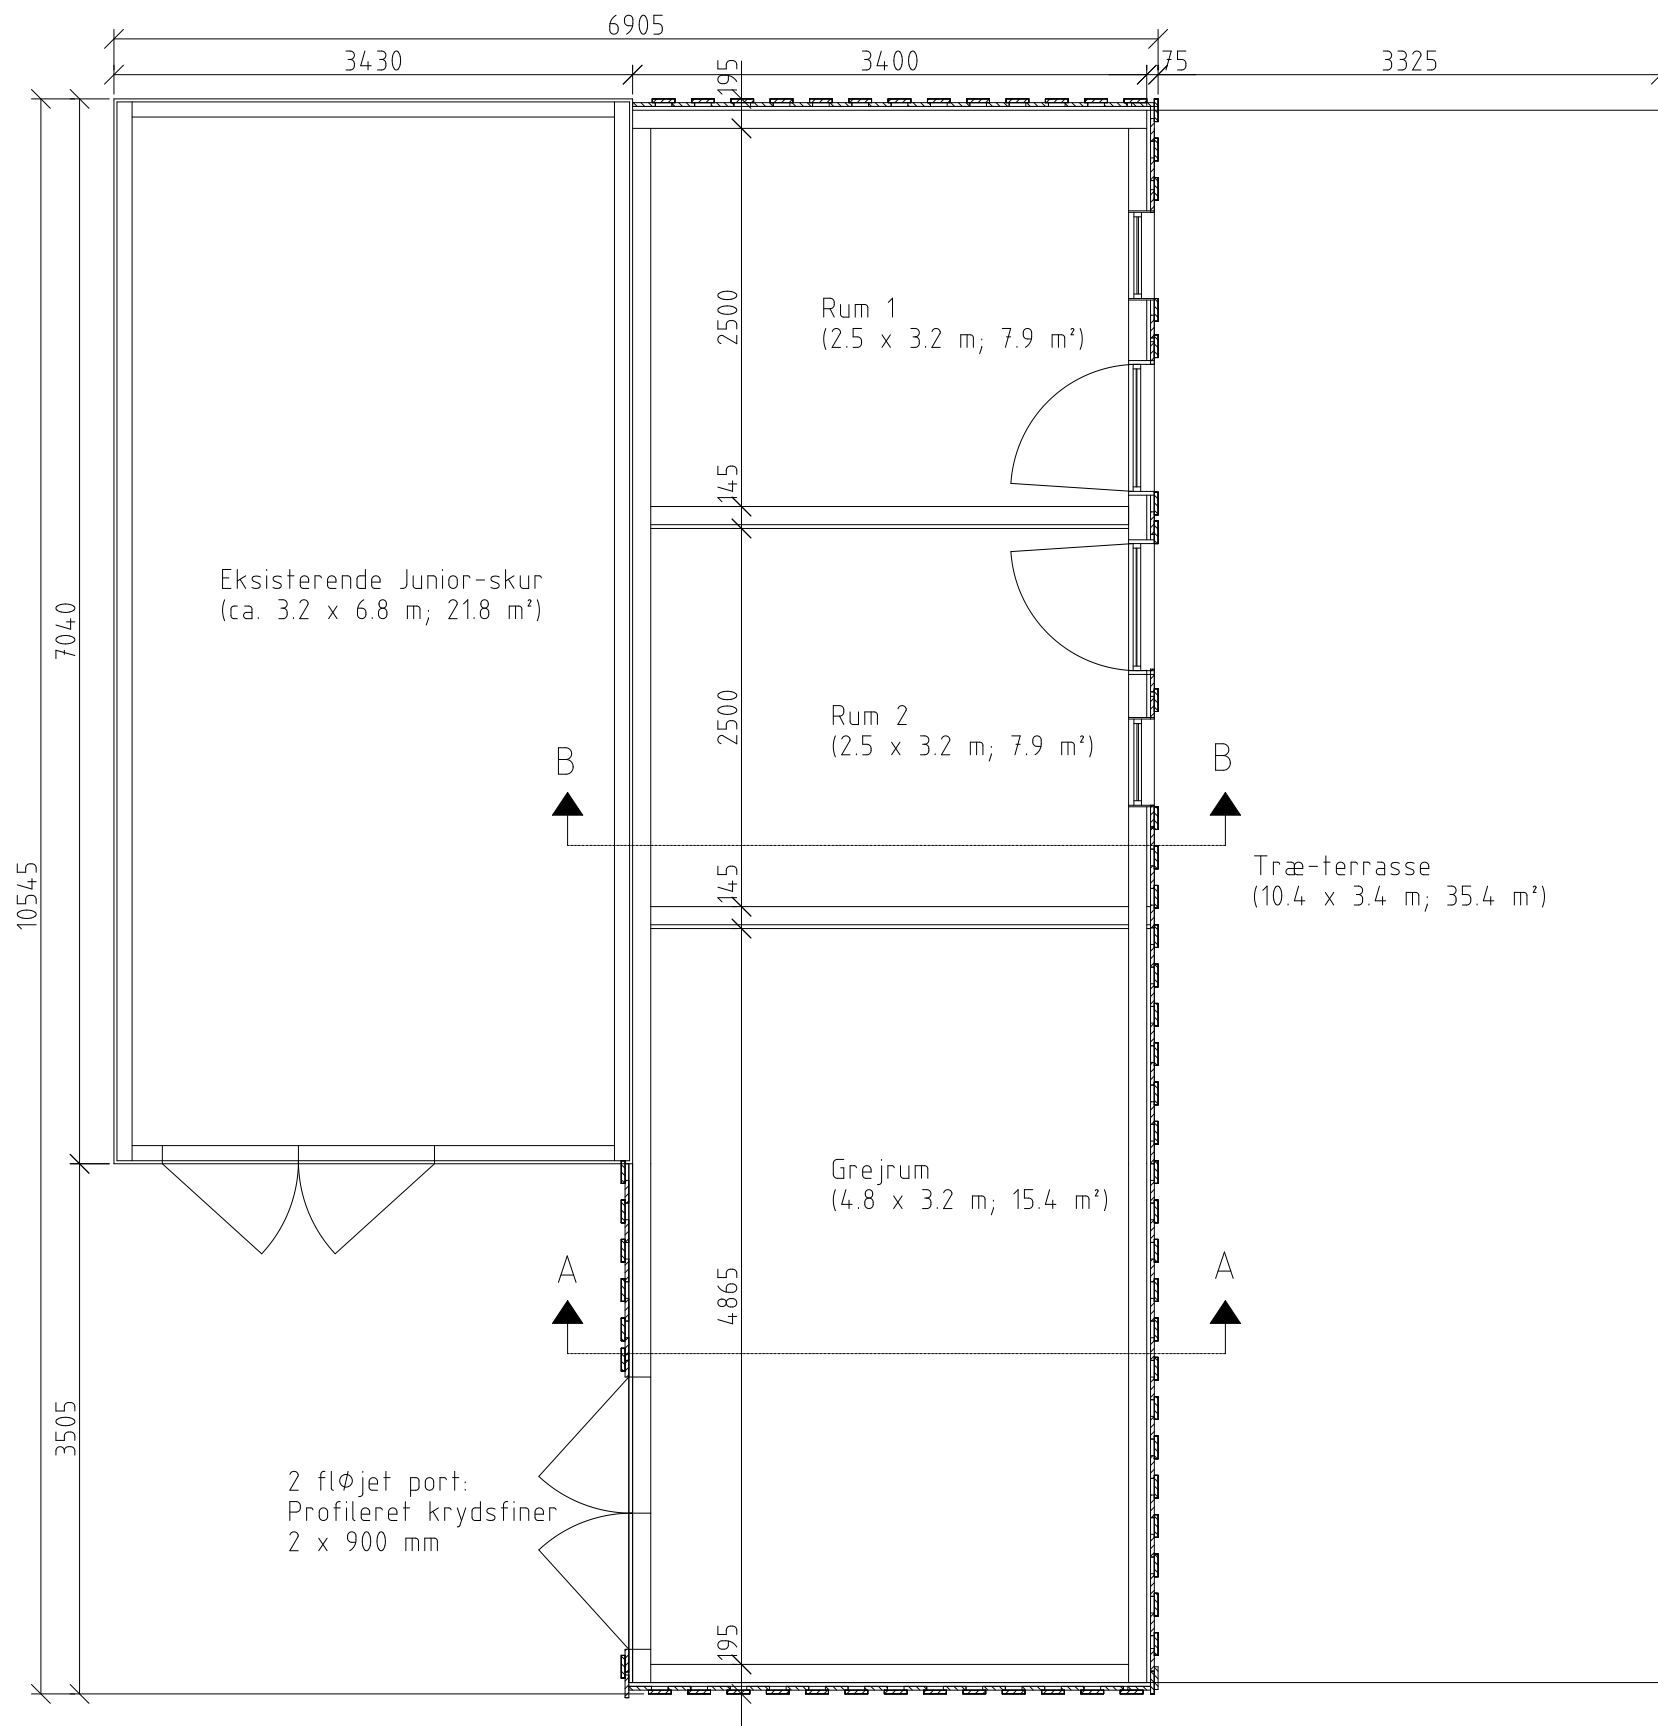 6905
3430
3400
75
3325
195
Rum 1
(2.5 x 3.2 m; 7.9 m²)
2500
145
Eksisterende Junior-skur
(ca. 3.2 x 6.8 m; 21.8 m²)
7040
Rum 2
(2.5 x 3.2 m; 7.9 m²)
2500
B
B
Træ-terrasse
(10.4 x 3.4 m; 35.4 m²)
10545
145
Grejrum
(4.8 x 3.2 m; 15.4 m²)
A
A
4865
3505
2 fløjet port:
Profileret krydsfiner
2 x 900 mm
195